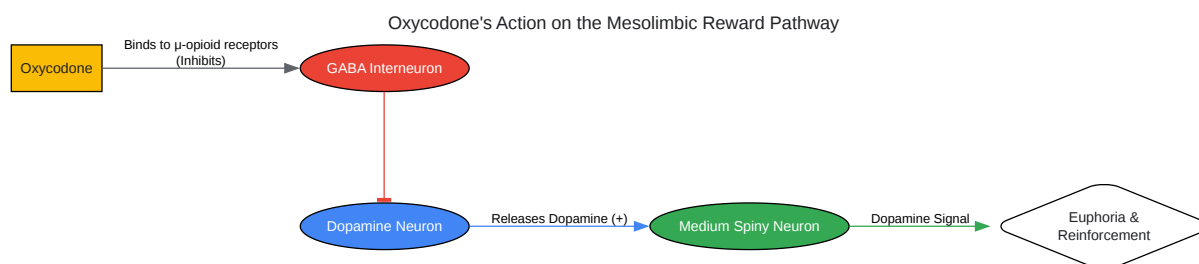 Oxycodone's Action on the Mesolimbic Reward Pathway
Binds to μ-opioid receptors
(Inhibits)
Oxycodone
GABA Interneuron
Dopamine Neuron
Releases Dopamine (+)
Medium Spiny Neuron
Dopamine Signal
Euphoria &
Reinforcement